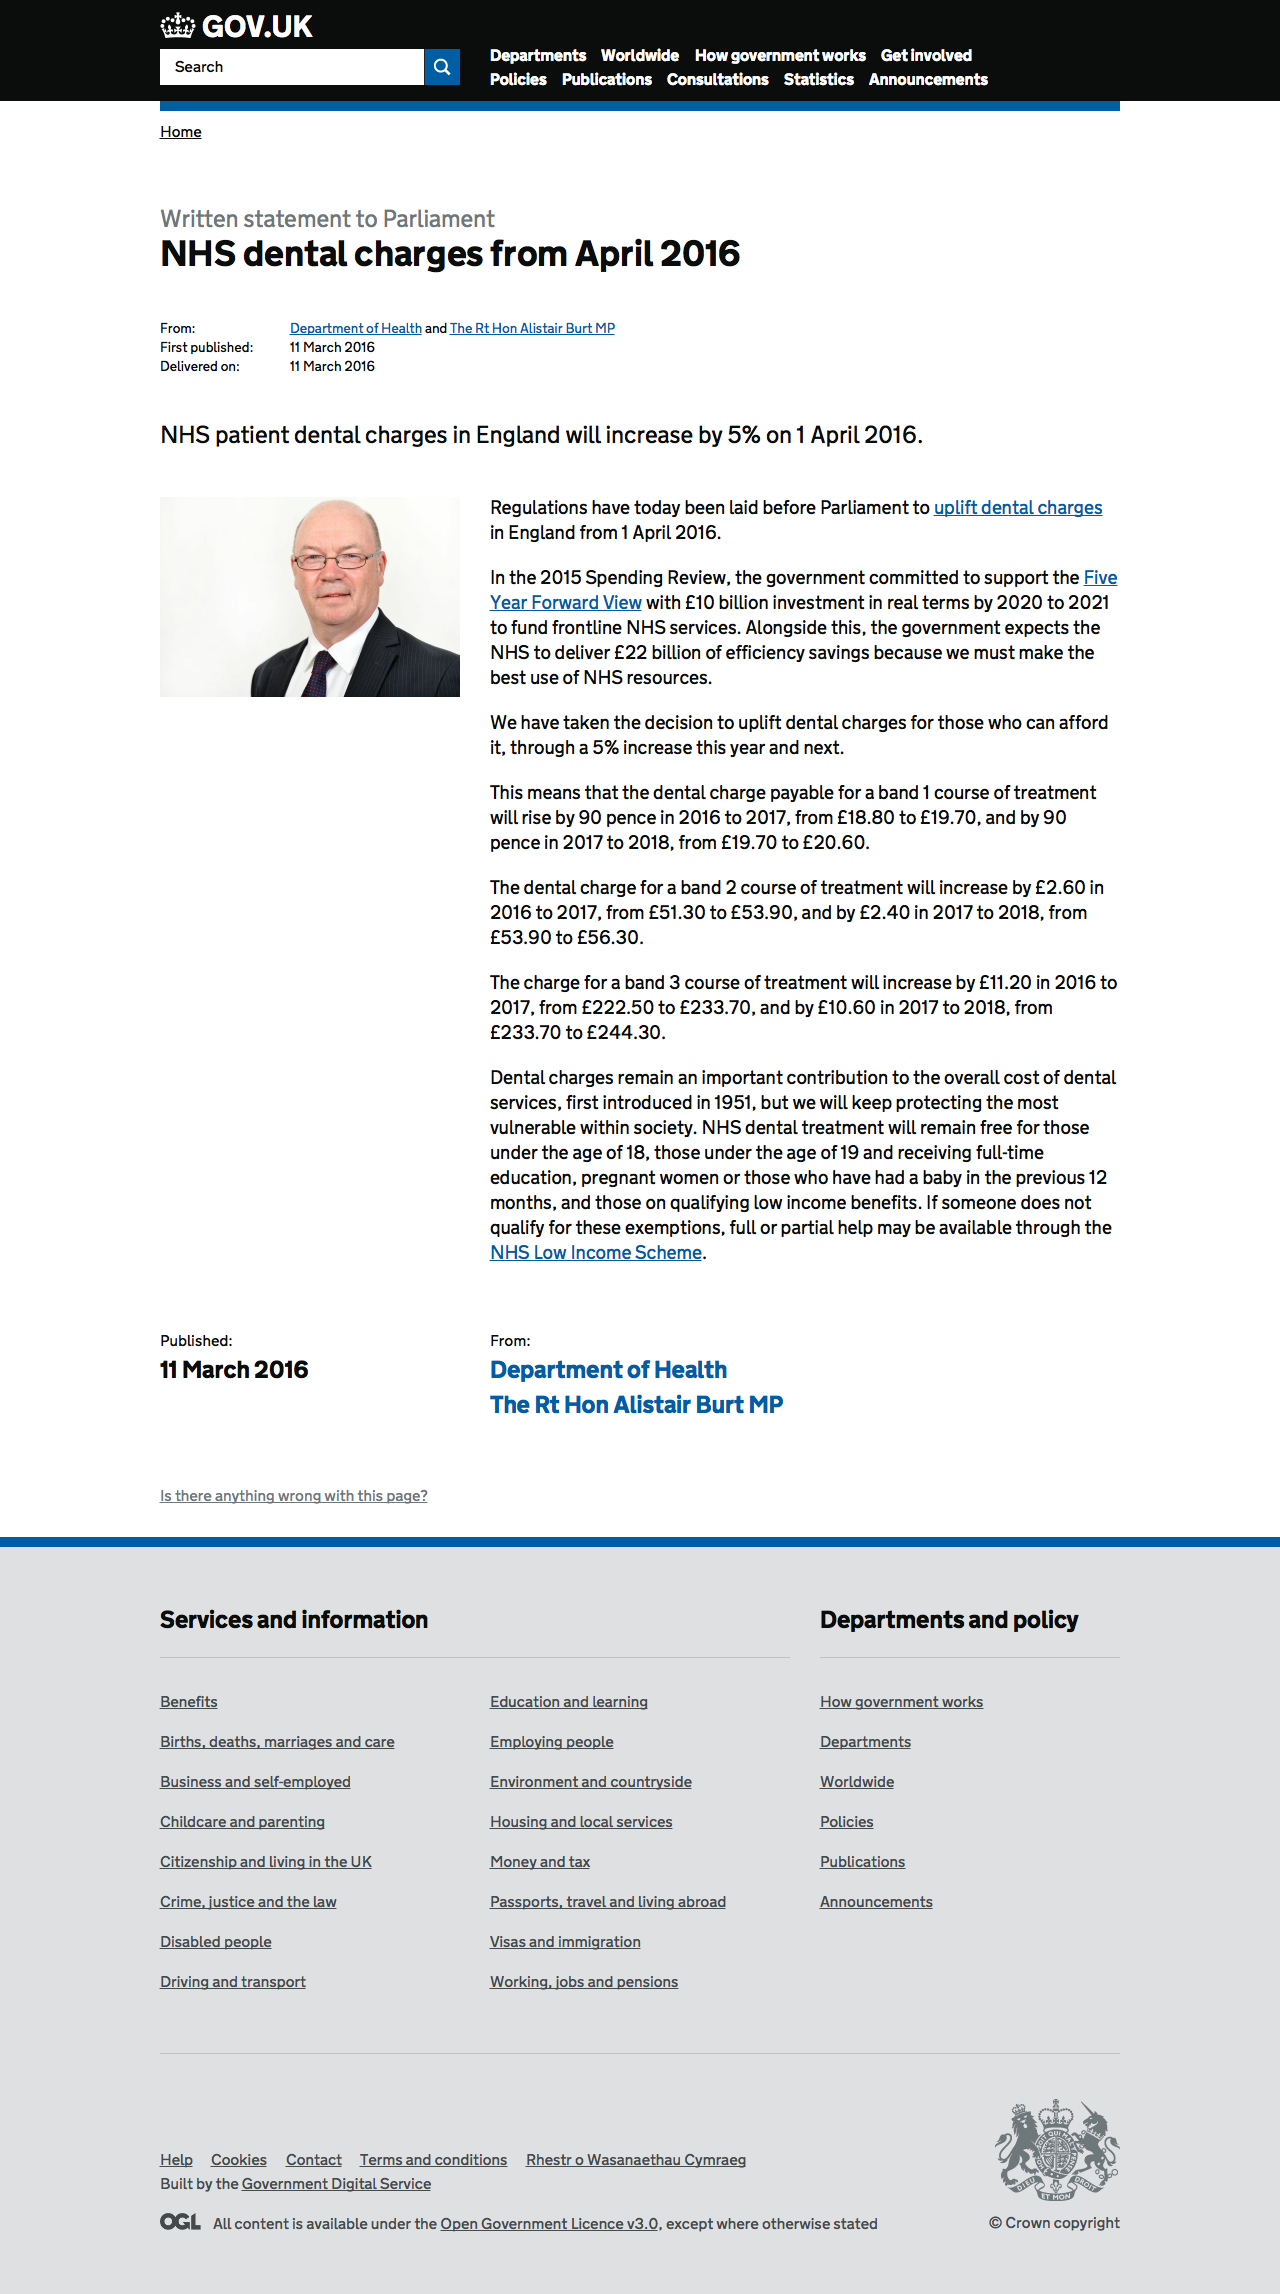 GOV.UK
Search
Departments Worldwide How government works Get involved
Policies Publications Consultations Statistics Announcements
Home
Written statement to Parliament
NHS dental charges from April 2016
From: Department of Health and The Rt Hon Alistair Burt MP
First published: 11 March 2016
Delivered on: 11 March 2016
NHS patient dental charges in England will increase by 5% on 1 April 2016.
Regulations have today been laid before Parliament to uplift dental charges
in England from 1 April 2016.
In the 2015 Spending Review, the government committed to support the Five
Year Forward View with £10 billion investment in real terms by 2020 to 2021
to fund frontline NHS services. Alongside this, the government expects the
NHS to deliver £22 billion of efficiency savings because we must make the
best use of NHS resources.
We have taken the decision to uplift dental charges for those who can afford
it, through a 5% increase this year and next.
This means that the dental charge payable for a band 1 course of treatment
will rise by 90 pence in 2016 to 2017, from £18.80 to £19.70, and by 90
pence in 2017 to 2018, from £19.70 to £20.60.
The dental charge for a band 2 course of treatment will increase by £2.60 in
2016 to 2017, from £51.30 to £53.90, and by £2.40 in 2017 to 2018, from
£53.90 to £56.30.
The charge for a band 3 course of treatment will increase by £11.20 in 2016 to
2017, from £222.50 to £233.70, and by £10.60 in 2017 to 2018, from
£233.70 to £244.30.
Dental charges remain an important contribution to the overall cost of dental
services, first introduced in 1951, but we will keep protecting the most
vulnerable within society. NHS dental treatment will remain free for those
under the age of 18, those under the age of 19 and receiving full-time
education, pregnant women or those who have had a baby in the previous 12
months, and those on qualifying low income benefits. If someone does not
qualify for these exemptions, full or partial help may be available through the
NHS Low Income Scheme.
Published:
11 March 2016
From:
Department of Health
The Rt Hon Alistair Burt MP
Is there anything wrong with this page?
Services and information
Benefits
Births, deaths, marriages and care
Business and self-employed
Childcare and parenting
Citizenship and living in the UK
Crime, justice and the law
Disabled people
Driving and transport
Education and learning
Employing people
Environment and countryside
Housing and local services
Money and tax
Passports, travel and living abroad
Visas and immigration
Working, jobs and pensions
Departments and policy
How government works
Departments
Worldwide
Policies
Publications
Announcements
Help Cookies Contact Terms and conditions Rhestr o Wasanaethau Cymraeg
Built by the Government Digital Service
OGL All content is available under the Open Government Licence v3.0, except where otherwise stated
DIEU ET MON DROIT
© Crown copyright